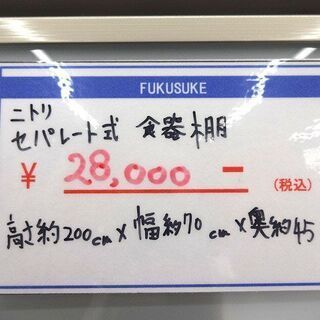 FUKUSUKE
ニトリ
セパレート式 食器棚
¥ 28,000 − (税込)
高さ約200cm×幅約70cm×奥約45